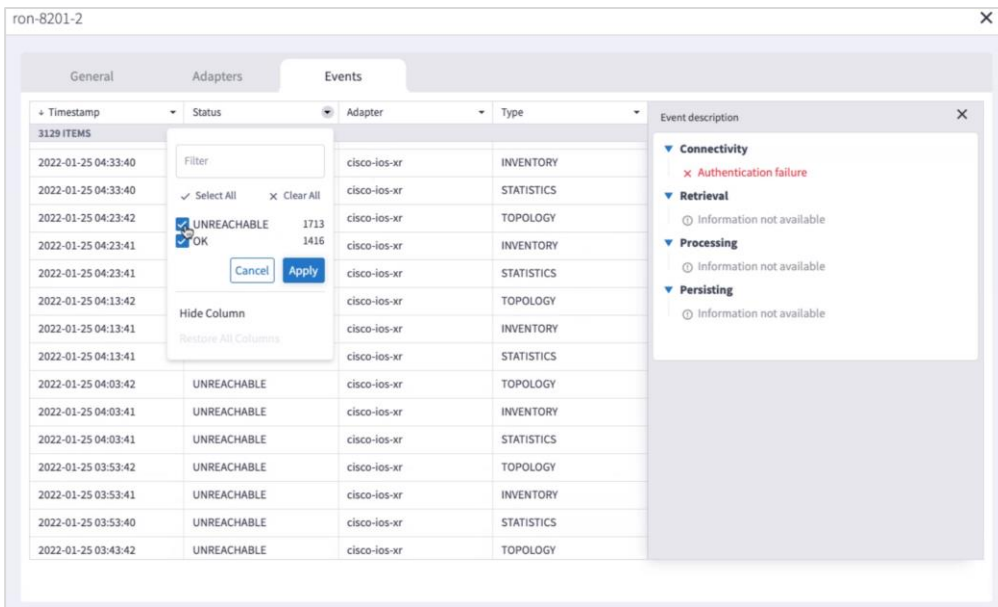 ron-8201-2
General Adapters Events
Timestamp Status Adapter Type
3129 ITEMS
2022-01-25 04:33:40 cisco-ios-xr INVENTORY
2022-01-25 04:33:40 cisco-ios-xr STATISTICS
2022-01-25 04:23:42 cisco-ios-xr TOPOLOGY
2022-01-25 04:23:41 cisco-ios-xr INVENTORY
2022-01-25 04:23:41 cisco-ios-xr STATISTICS
2022-01-25 04:13:42 cisco-ios-xr TOPOLOGY
2022-01-25 04:13:41 cisco-ios-xr INVENTORY
2022-01-25 04:13:41 cisco-ios-xr STATISTICS
2022-01-25 04:03:42 UNREACHABLE cisco-ios-xr TOPOLOGY
2022-01-25 04:03:41 UNREACHABLE cisco-ios-xr INVENTORY
2022-01-25 04:03:41 UNREACHABLE cisco-ios-xr STATISTICS
2022-01-25 03:53:42 UNREACHABLE cisco-ios-xr TOPOLOGY
2022-01-25 03:53:41 UNREACHABLE cisco-ios-xr INVENTORY
2022-01-25 03:53:40 UNREACHABLE cisco-ios-xr STATISTICS
2022-01-25 03:43:42 UNREACHABLE cisco-ios-xr TOPOLOGY
Filter
Select All Clear All
UNREACHABLE 1713
OK 1416
Cancel Apply
Hide Column
Restore All Columns
Event description
Connectivity
Authentication failure
Retrieval
Information not available
Processing
Information not available
Persisting
Information not available